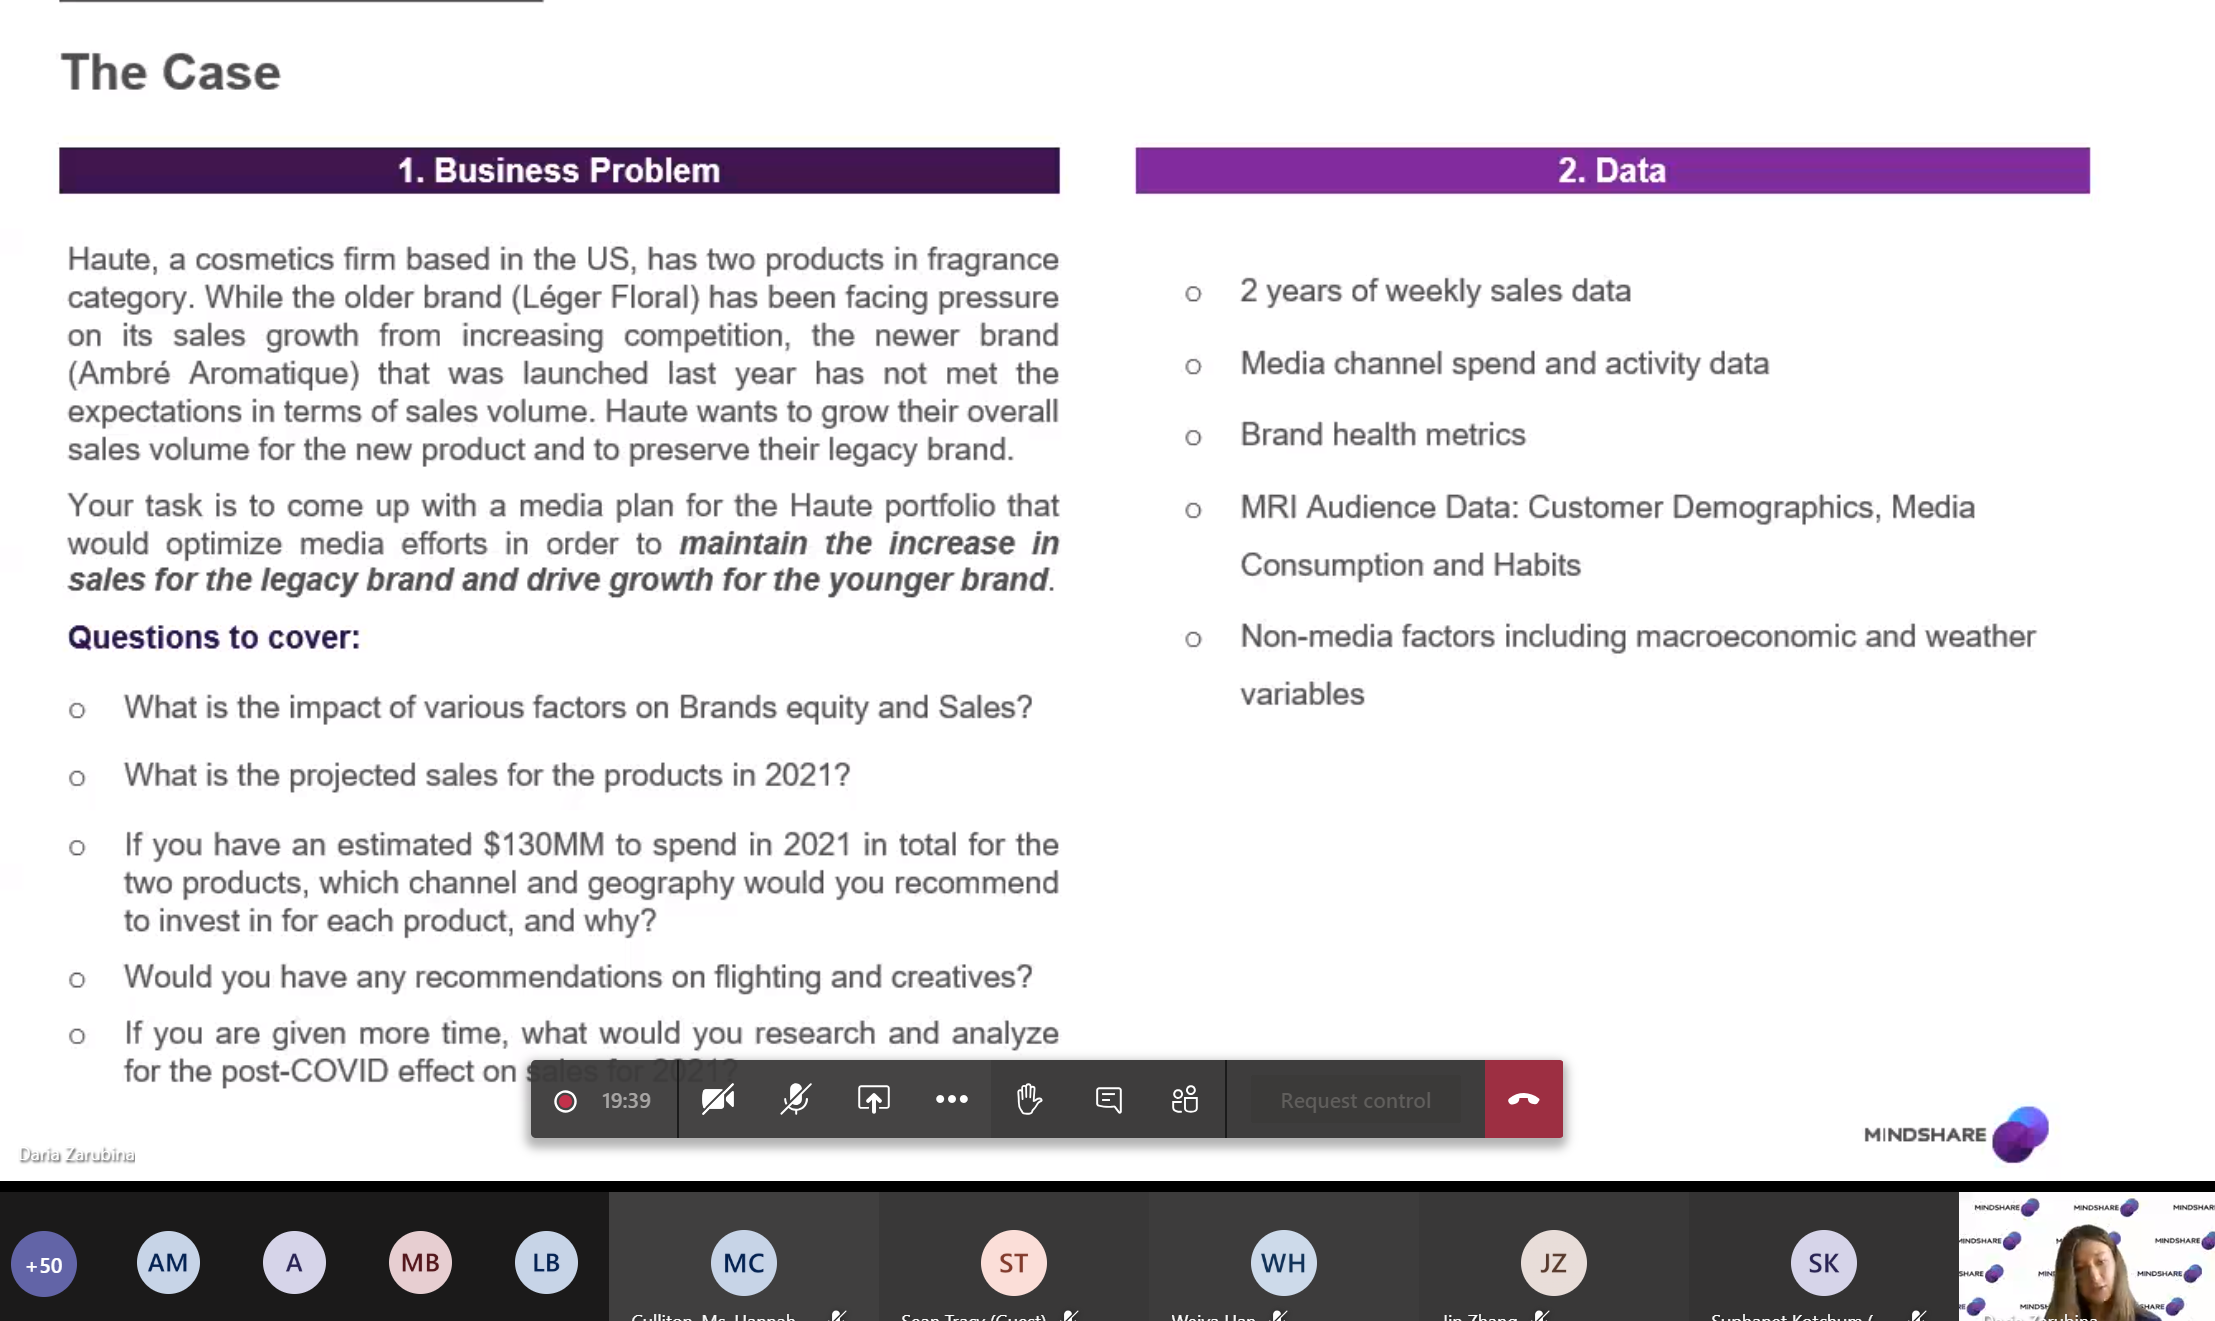 The Case
1. Business Problem
Haute, a cosmetics firm based in the US, has two products in fragrance
category. While the older brand (Léger Floral) has been facing pressure
on its sales growth from increasing competition, the newer brand
(Ambré Aromatique) that was launched last year has not met the
expectations in terms of sales volume. Haute wants to grow their overall
sales volume for the new product and to preserve their legacy brand.
Your task is to come up with a media plan for the Haute portfolio that
would optimize media efforts in order to maintain the increase in
sales for the legacy brand and drive growth for the younger brand.
Questions to cover:
o What is the impact of various factors on Brands equity and Sales?
o What is the projected sales for the products in 2021?
o If you have an estimated $130MM to spend in 2021 in total for the
two products, which channel and geography would you recommend
to invest in for each product, and why?
o Would you have any recommendations on flighting and creatives?
o If you are given more time, what would you research and analyze
for the post-COVID effect on sales for 2021?
2. Data
o 2 years of weekly sales data
o Media channel spend and activity data
o Brand health metrics
o MRI Audience Data: Customer Demographics, Media
Consumption and Habits
o Non-media factors including macroeconomic and weather
variables
19:39
Request control
MINDSHARE
Daria Zarubina
+50
AM
A
MB
LB
MC
ST
WH
JZ
SK
Culliton, Ms. Hannah
Sean Tracy (Guest)
Weiya Han
Jin Zhang
Suphanet Ketchum (
MINDSHARE
MINDSHARE
MINDSHARE
MINDSHARE
Daria Zarubina